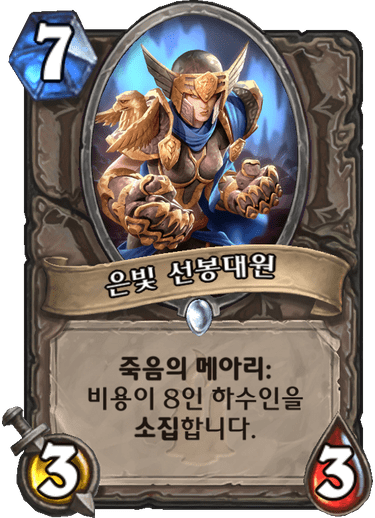 7
은빛 선봉대원
죽음의 메아리:
비용이 8인 하수인을
소집합니다.
3
3